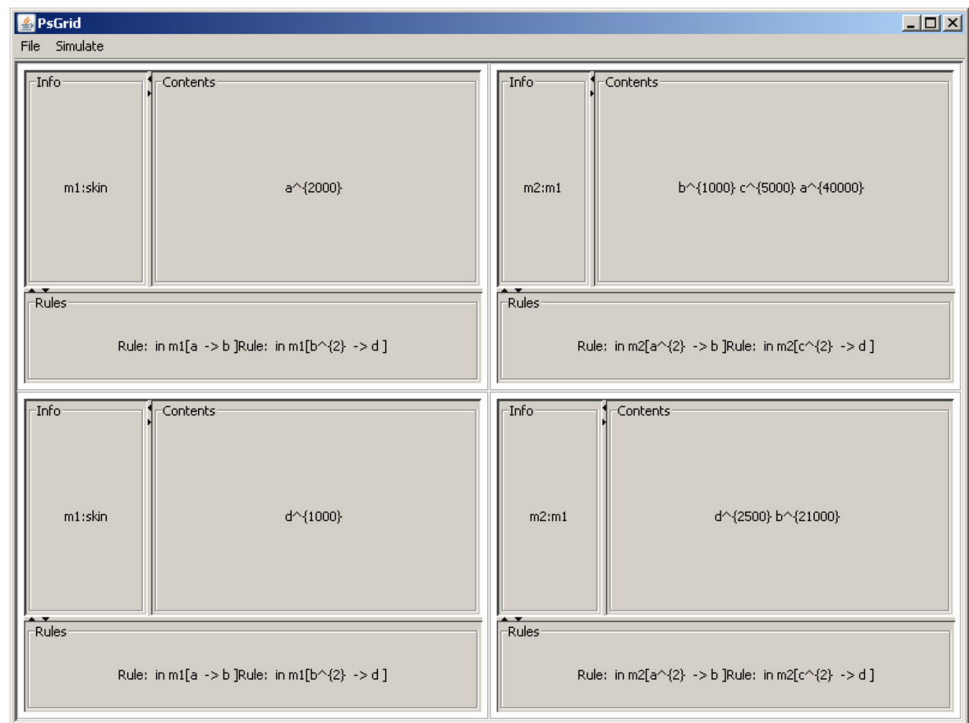 PsGrid
File Simulate
Info
Contents
m1:skin
a^{2000}
Rules
Rule: in m1[a -> b ]Rule: in m1[b^{2} -> d ]
Info
Contents
m2:m1
b^{1000} c^{5000} a^{40000}
Rules
Rule: in m2[a^{2} -> b ]Rule: in m2[c^{2} -> d ]
Info
Contents
m1:skin
d^{1000}
Rules
Rule: in m1[a -> b ]Rule: in m1[b^{2} -> d ]
Info
Contents
m2:m1
d^{2500} b^{21000}
Rules
Rule: in m2[a^{2} -> b ]Rule: in m2[c^{2} -> d ]